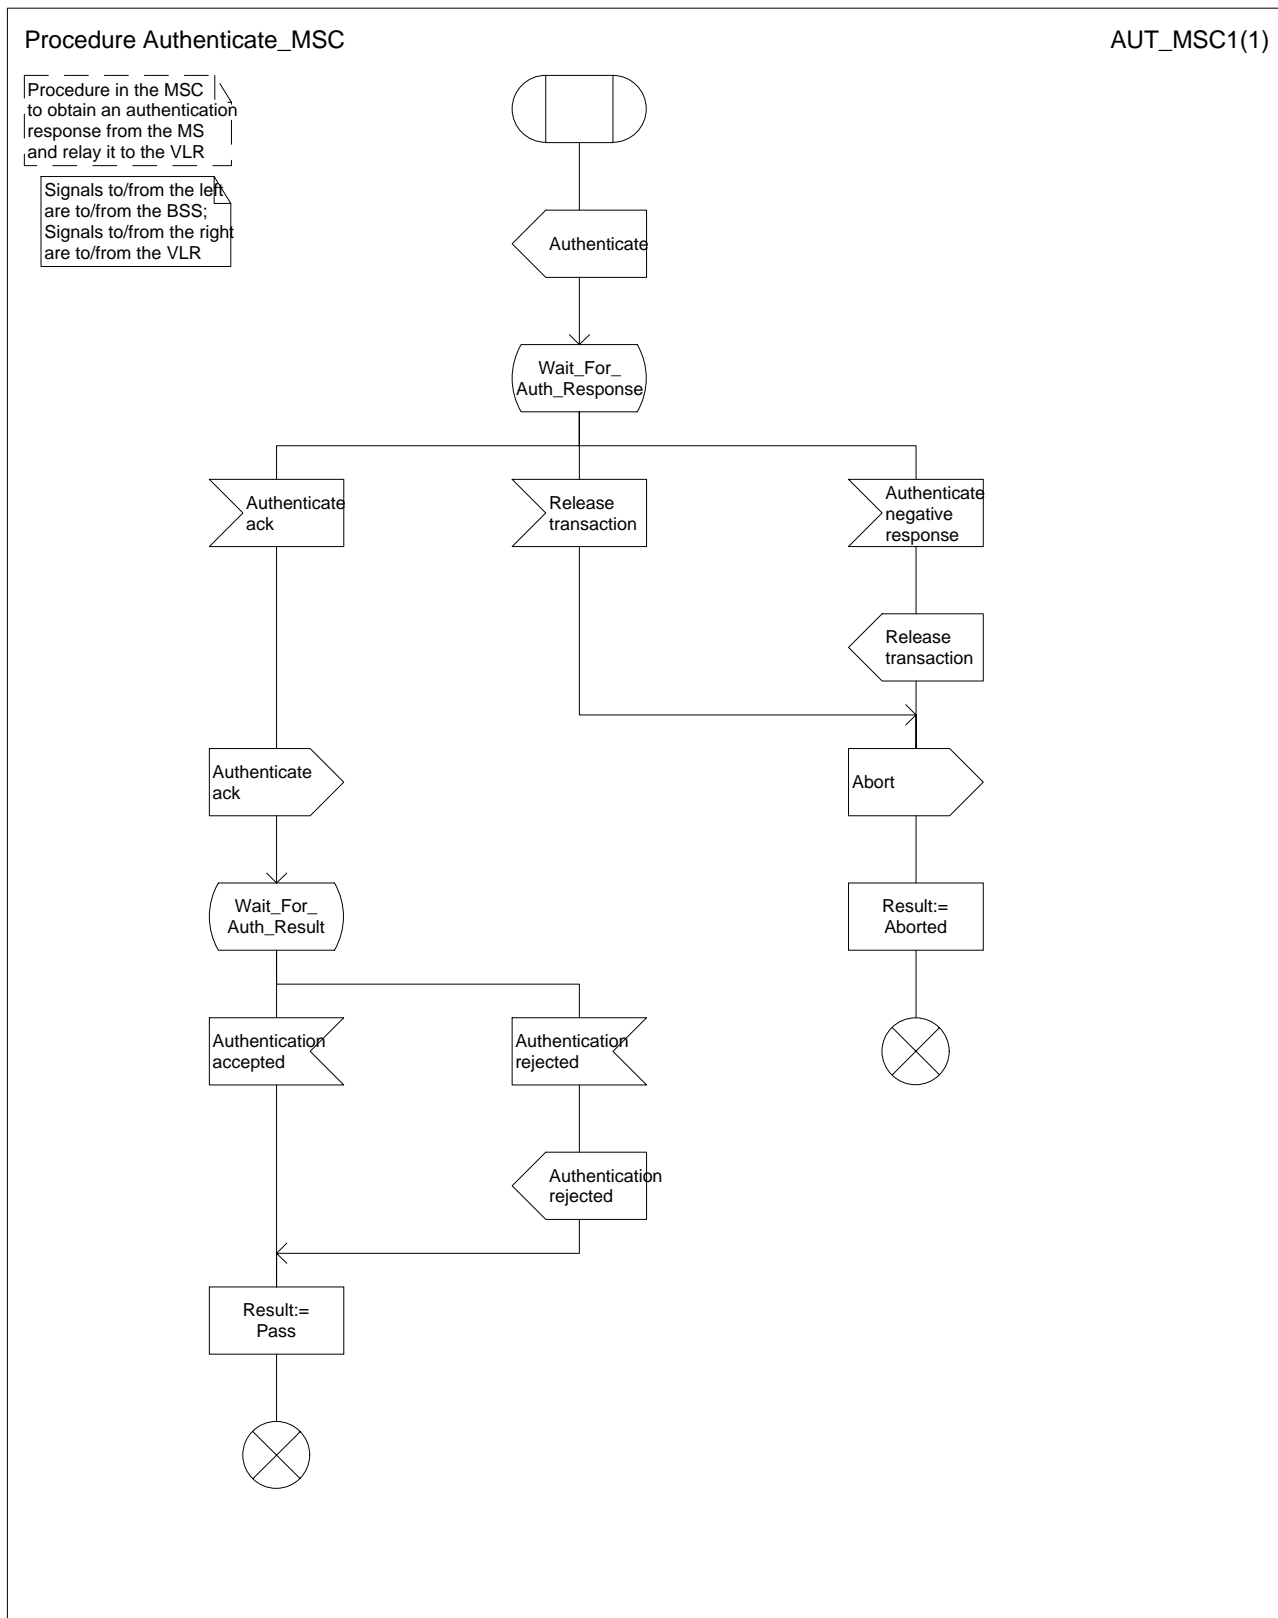 Procedure Authenticate_MSC
AUT_MSC1(1)
Procedure in the MSC
to obtain an authentication
response from the MS
and relay it to the VLR
Signals to/from the left
are to/from the BSS;
Signals to/from the right
are to/from the VLR
Authenticate
Wait_For_
Auth_Response
Authenticate
ack
Release
transaction
Authenticate
negative
response
Release
transaction
Authenticate
ack
Abort
Wait_For_
Auth_Result
Result:=
Aborted
Authentication
accepted
Authentication
rejected
Authentication
rejected
Result:=
Pass